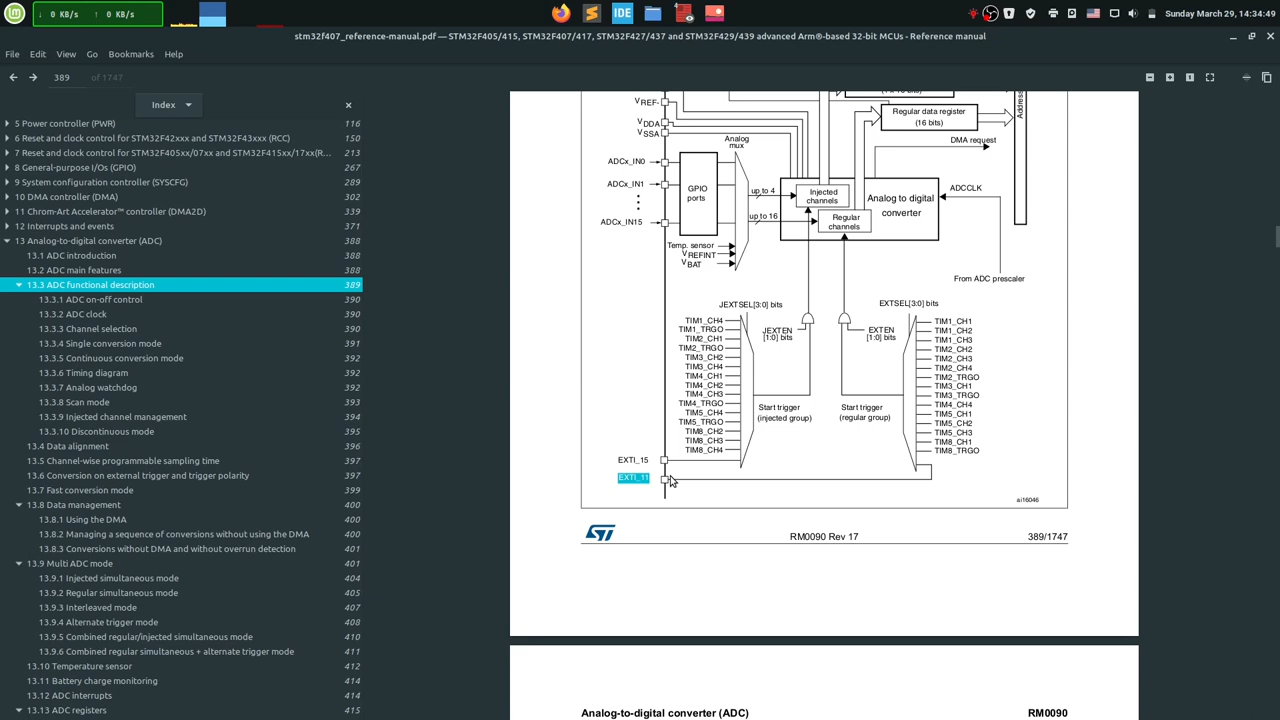 ↓ 0 KB/s ↑ 0 KB/s
IDE
Sunday March 29, 14:34:49
stm32f407_reference-manual.pdf — STM32F405/415, STM32F407/417, STM32F427/437 and STM32F429/439 advanced Arm®-based 32-bit MCUs - Reference manual
File Edit View Go Bookmarks Help
389 of 1747
Index
5 Power controller (PWR) 116
6 Reset and clock control for STM32F42xxx and STM32F43xxx (RCC) 150
7 Reset and clock control for STM32F405xx/07xx and STM32F415xx/17xx(R... 213
8 General-purpose I/Os (GPIO) 267
9 System configuration controller (SYSCFG) 289
10 DMA controller (DMA) 302
11 Chrom-Art Accelerator™ controller (DMA2D) 339
12 Interrupts and events
13 Analog-to-digital converter (ADC) 388
13.1 ADC introduction 388
13.2 ADC main features 388
13.3 ADC functional description 389
13.3.1 ADC on-off control 390
13.3.2 ADC clock 390
13.3.3 Channel selection 390
13.3.4 Single conversion mode 391
13.3.5 Continuous conversion mode 392
13.3.6 Timing diagram 392
13.3.7 Analog watchdog 392
13.3.8 Scan mode 393
13.3.9 Injected channel management 394
13.3.10 Discontinuous mode 395
13.4 Data alignment 396
13.5 Channel-wise programmable sampling time 397
13.6 Conversion on external trigger and trigger polarity 397
13.7 Fast conversion mode 399
13.8 Data management 400
13.8.1 Using the DMA 400
13.8.2 Managing a sequence of conversions without using the DMA 400
13.8.3 Conversions without DMA and without overrun detection 401
13.9 Multi ADC mode 401
13.9.1 Injected simultaneous mode 404
13.9.2 Regular simultaneous mode 405
13.9.3 Interleaved mode 406
13.9.4 Alternate trigger mode 408
13.9.5 Combined regular/injected simultaneous mode 410
13.9.6 Combined regular simultaneous + alternate trigger mode 411
13.10 Temperature sensor 412
13.11 Battery charge monitoring 414
13.12 ADC interrupts 414
13.13 ADC registers 415
VREF-
VDDA
VSSA
Regular data register
(16 bits)
Address
DMA request
Analog
mux
ADCx_IN0
ADCx_IN1
ADCx_IN15
GPIO
ports
up to 4
up to 16
Injected
channels
Regular
channels
Analog to digital
converter
ADCCLK
Temp. sensor
VREFINT
VBAT
From ADC prescaler
JEXTSEL[3:0] bits
TIM1_CH4
TIM1_TRGO
TIM2_CH1
TIM2_TRGO
TIM3_CH2
TIM3_CH4
TIM4_CH1
TIM4_CH2
TIM4_CH3
TIM4_TRGO
TIM5_CH4
TIM5_TRGO
TIM8_CH2
TIM8_CH3
TIM8_CH4
JEXTEN
[1:0] bits
Start trigger
(injected group)
EXTSEL[3:0] bits
EXTEN
[1:0] bits
Start trigger
(regular group)
TIM1_CH1
TIM1_CH2
TIM1_CH3
TIM2_CH2
TIM2_CH3
TIM2_CH4
TIM2_TRGO
TIM3_CH1
TIM3_TRGO
TIM4_CH4
TIM5_CH1
TIM5_CH2
TIM5_CH3
TIM8_CH1
TIM8_TRGO
EXTI_15
EXTI_11
ai16046
ST
RM0090 Rev 17
389/1747
Analog-to-digital converter (ADC)
RM0090